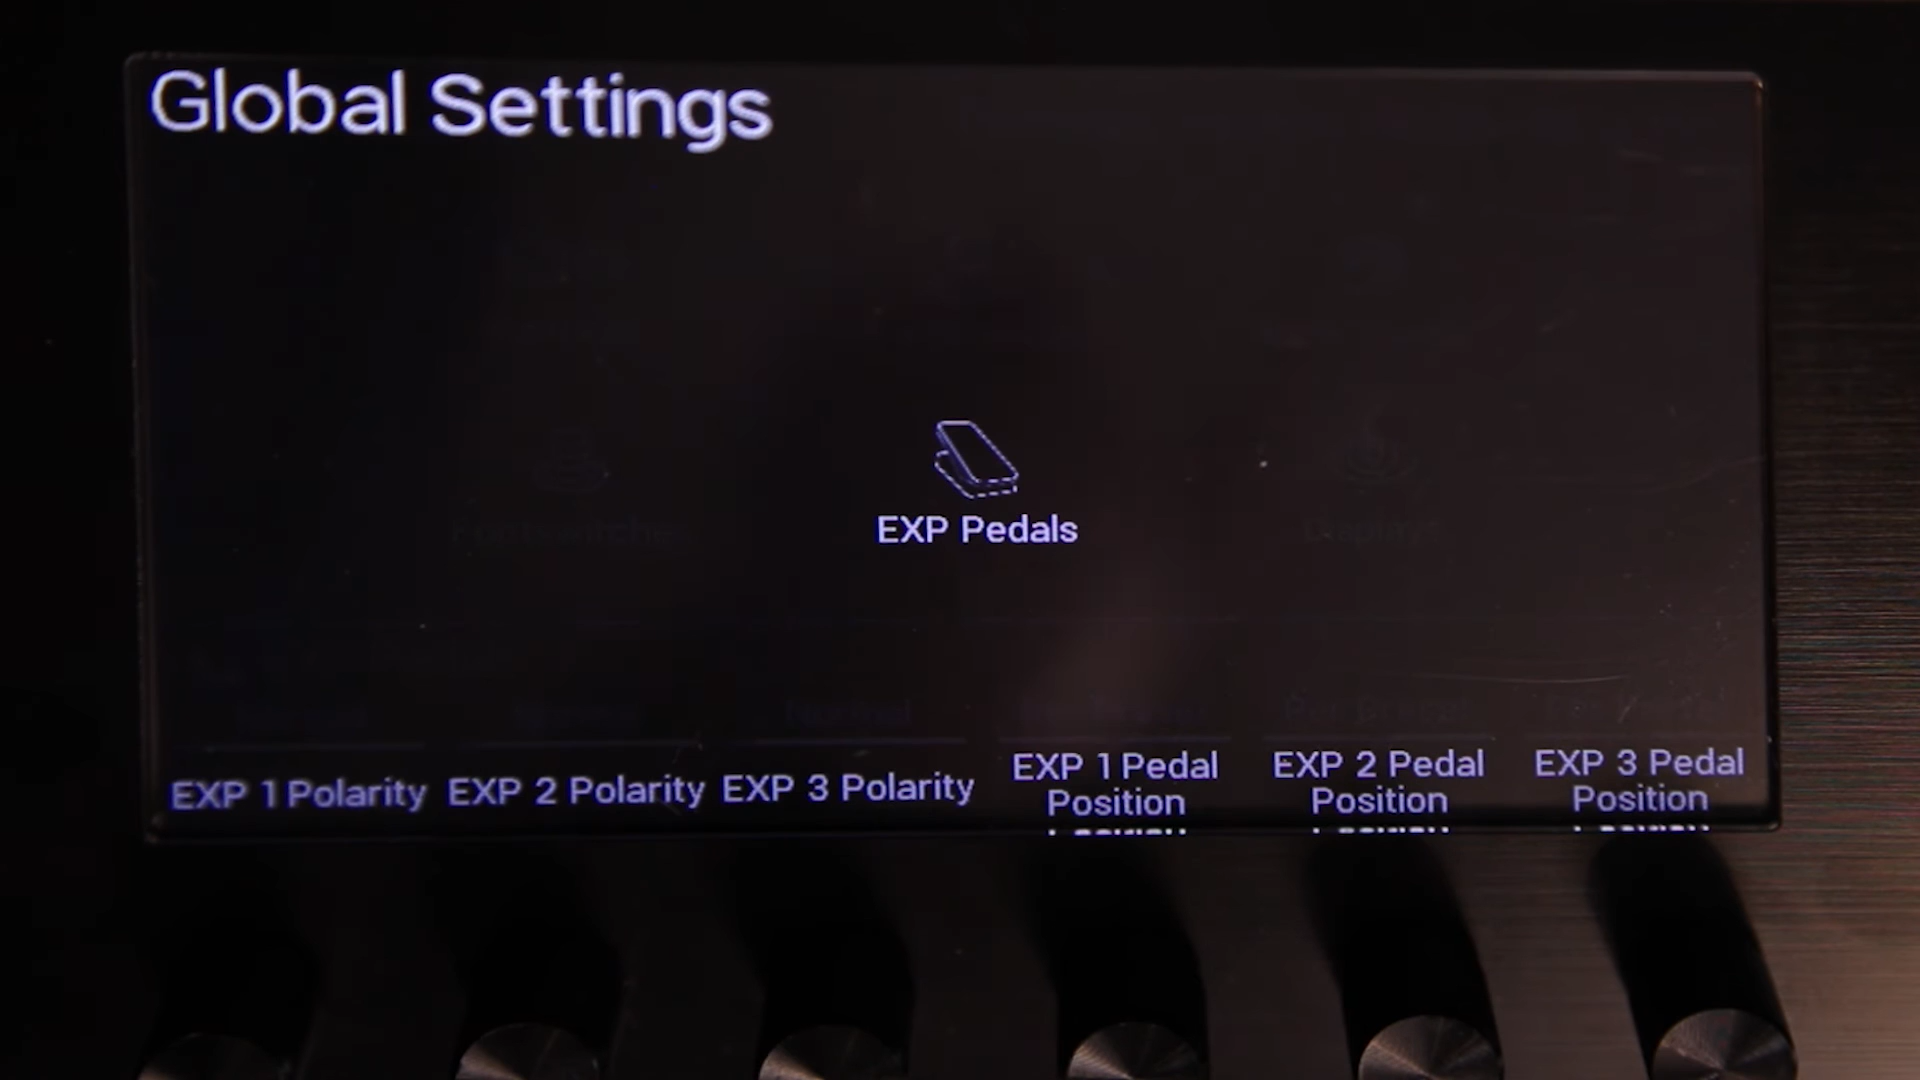 Global Settings
EXP Pedals
EXP 1 Polarity
EXP 2 Polarity
EXP 3 Polarity
EXP 1 Pedal
Position
EXP 2 Pedal
Position
EXP 3 Pedal
Position